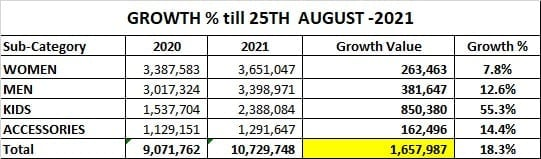 GROWTH % till 25TH AUGUST -2021
Sub-Category 2020 2021 Growth Value Growth %
WOMEN 3,387,583 3,651,047 263,463 7.8%
MEN 3,017,324 3,398,971 381,647 12.6%
KIDS 1,537,704 2,388,084 850,380 55.3%
ACCESSORIES 1,129,151 1,291,647 162,496 14.4%
Total 9,071,762 10,729,748 1,657,987 18.3%